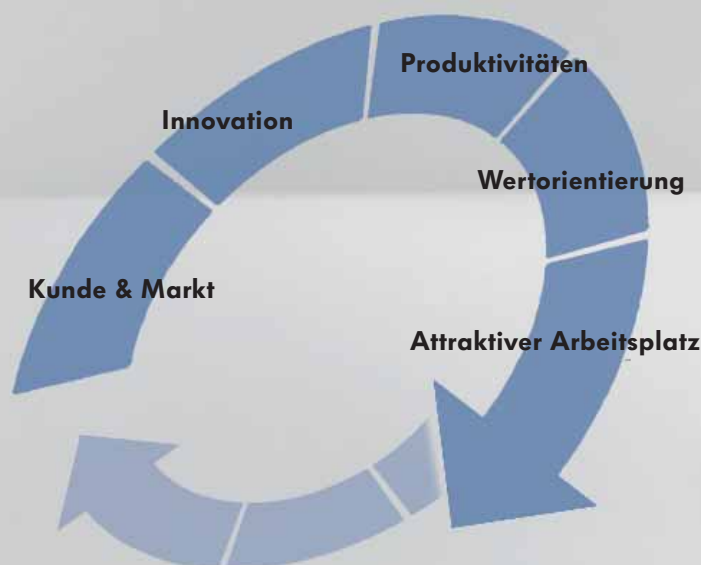 Produktivitäten
Innovation
Wertorientierung
Kunde & Markt
Attraktiver Arbeitsplatz